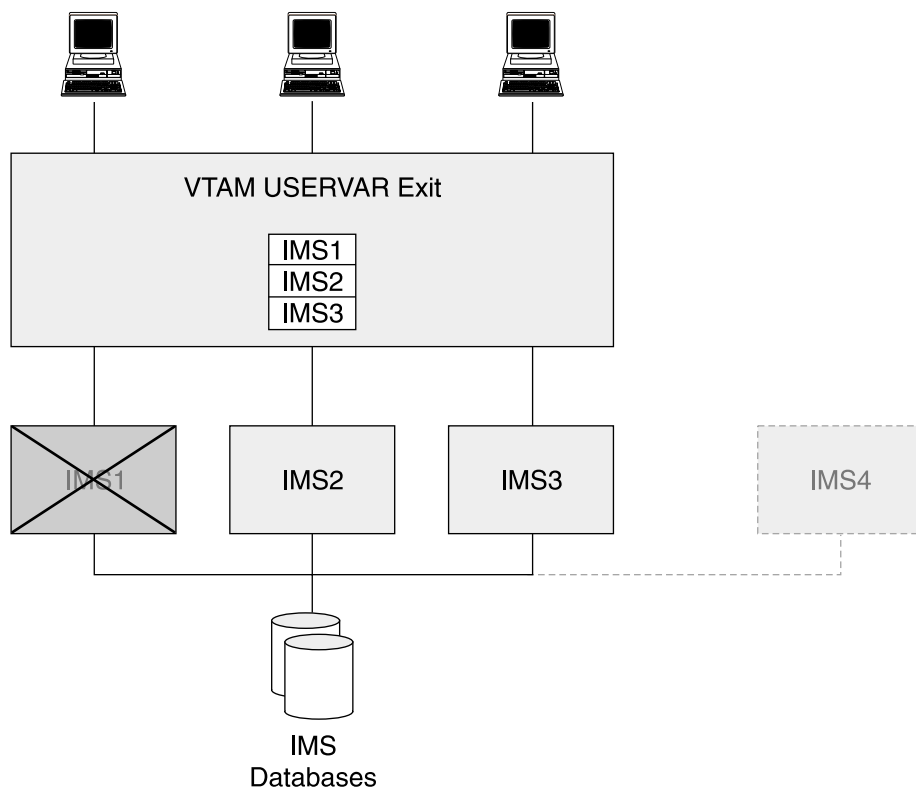 VTAM USERVAR Exit
IMS1
IMS2
IMS3
IMS1
IMS2
IMS3
IMS4
IMS
Databases